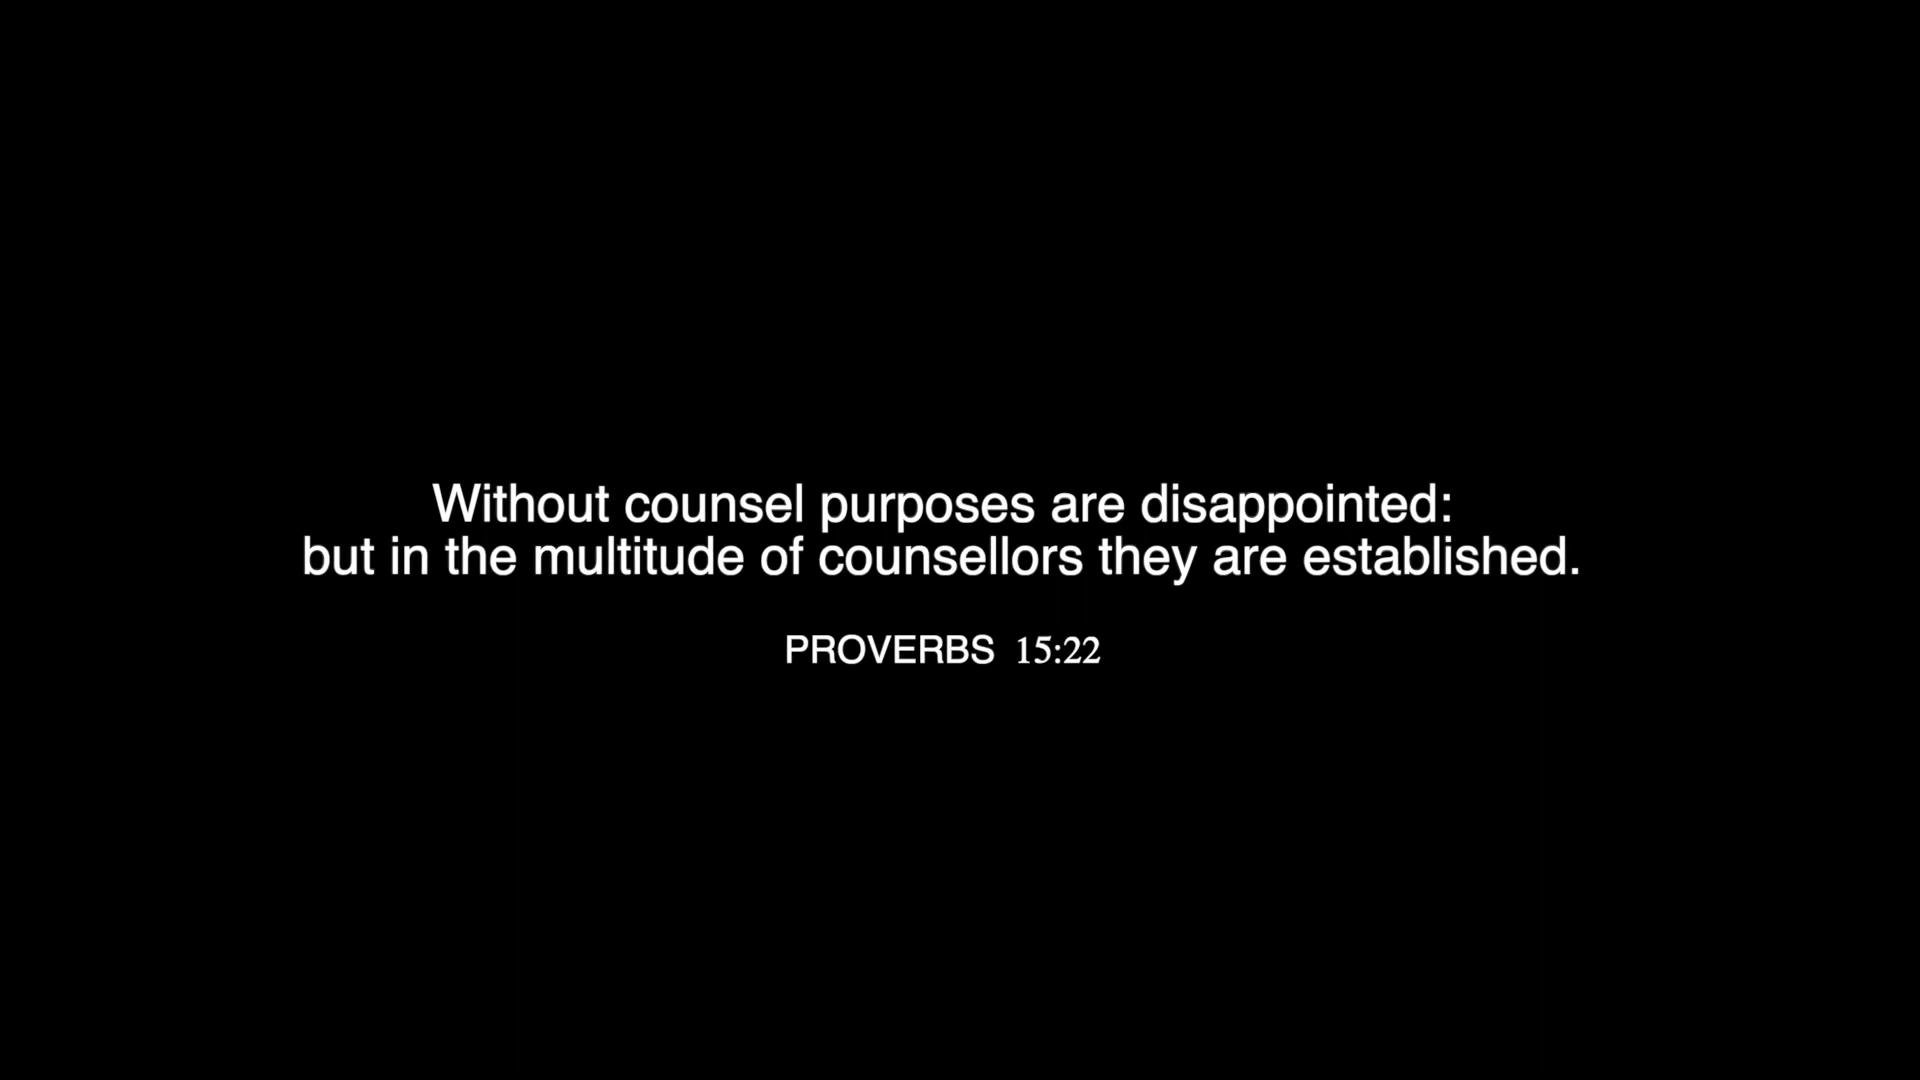 Without counsel purposes are disappointed:
but in the multitude of counsellors they are established.
PROVERBS 15:22